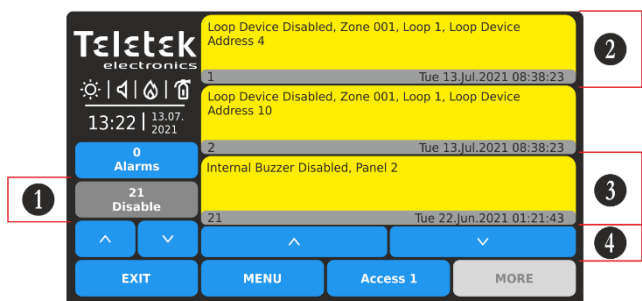 Teletek
electronics
13:22
13.07.
2021
0
Alarms
21
Disable
EXIT
Loop Device Disabled, Zone 001, Loop 1, Loop Device
Address 4
1 Tue 13.Jul.2021 08:38:23
Loop Device Disabled, Zone 001, Loop 1, Loop Device
Address 10
2 Tue 13.Jul.2021 08:38:23
Internal Buzzer Disabled, Panel 2
21 Tue 22.Jun.2021 01:21:43
MENU
Access 1
MORE
1
2
3
4